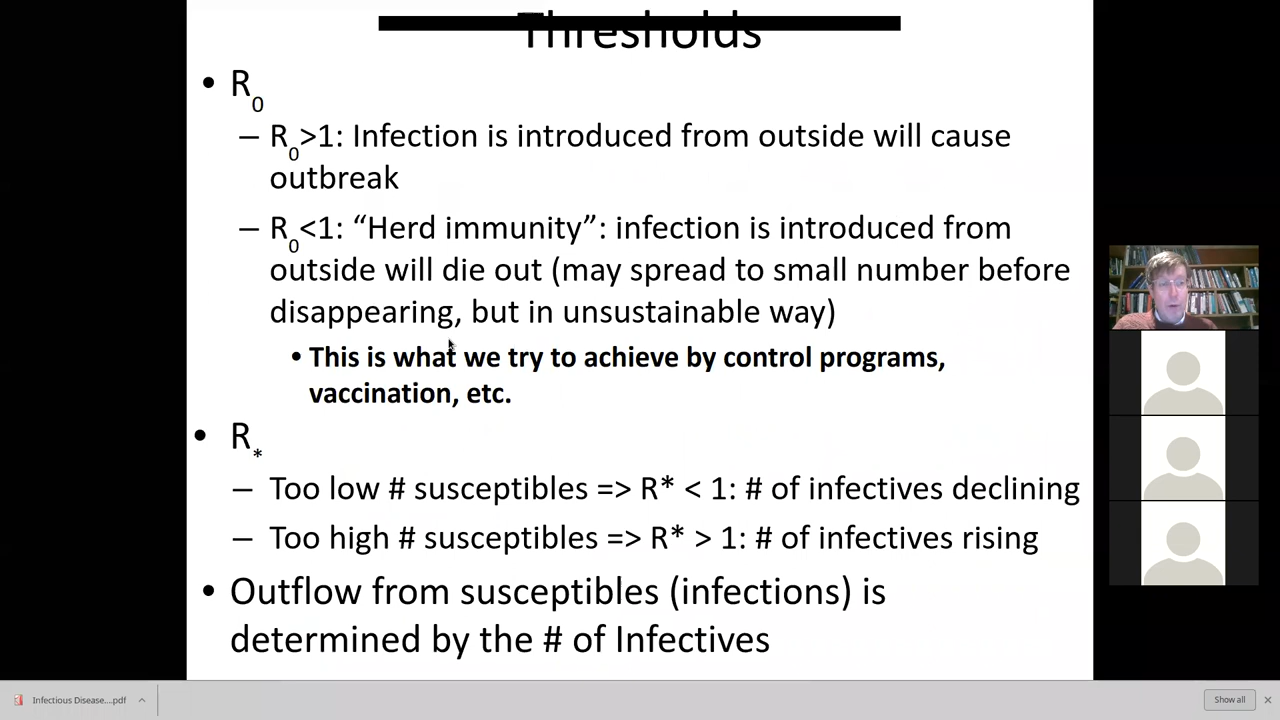 Thresholds
• R0
– R0>1: Infection is introduced from outside will cause
outbreak
– R0<1: “Herd immunity”: infection is introduced from
outside will die out (may spread to small number before
disappearing, but in unsustainable way)
• This is what we try to achieve by control programs,
vaccination, etc.
• R*
– Too low # susceptibles => R* < 1: # of infectives declining
– Too high # susceptibles => R* > 1: # of infectives rising
• Outflow from susceptibles (infections) is
determined by the # of Infectives
Infectious Disease....pdf
Show all